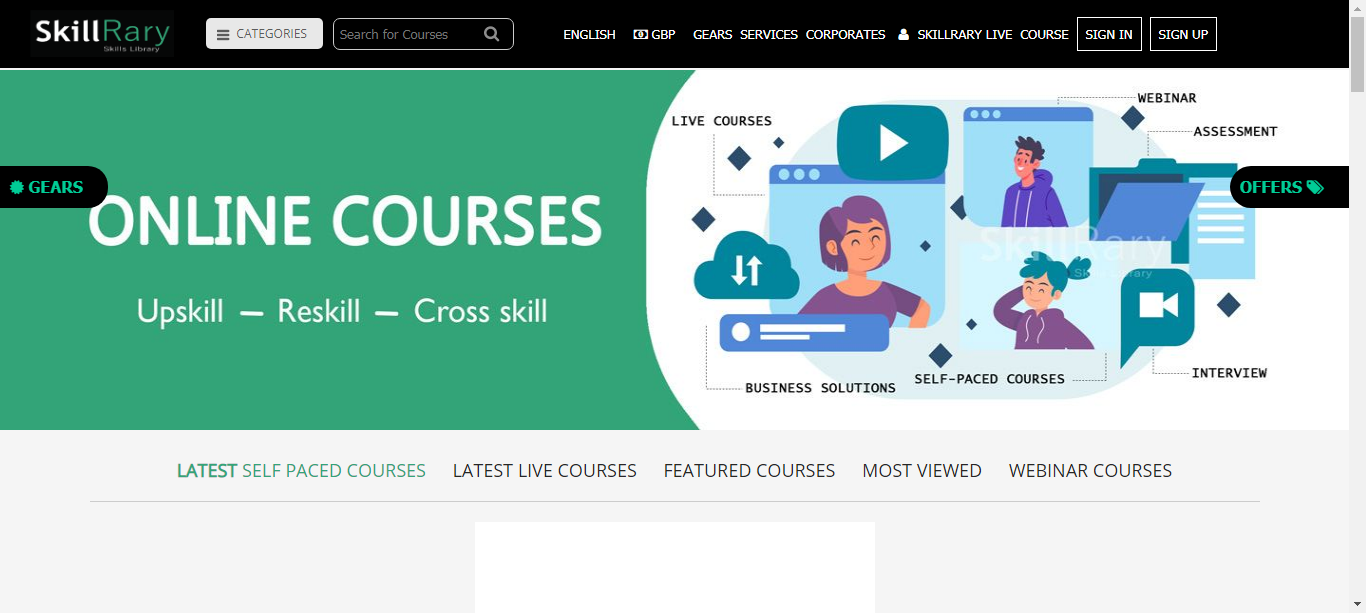 SkillRary
Skills Library
CATEGORIES
Search for Courses
ENGLISH
GBP
GEARS
SERVICES
CORPORATES
SKILLRARY LIVE
COURSE
SIGN IN
SIGN UP
GEARS
OFFERS
ONLINE COURSES
Upskill — Reskill — Cross skill
LIVE COURSES
WEBINAR
ASSESSMENT
SkillRary
Skills Library
BUSINESS SOLUTIONS
SELF-PACED COURSES
INTERVIEW
LATEST SELF PACED COURSES
LATEST LIVE COURSES
FEATURED COURSES
MOST VIEWED
WEBINAR COURSES